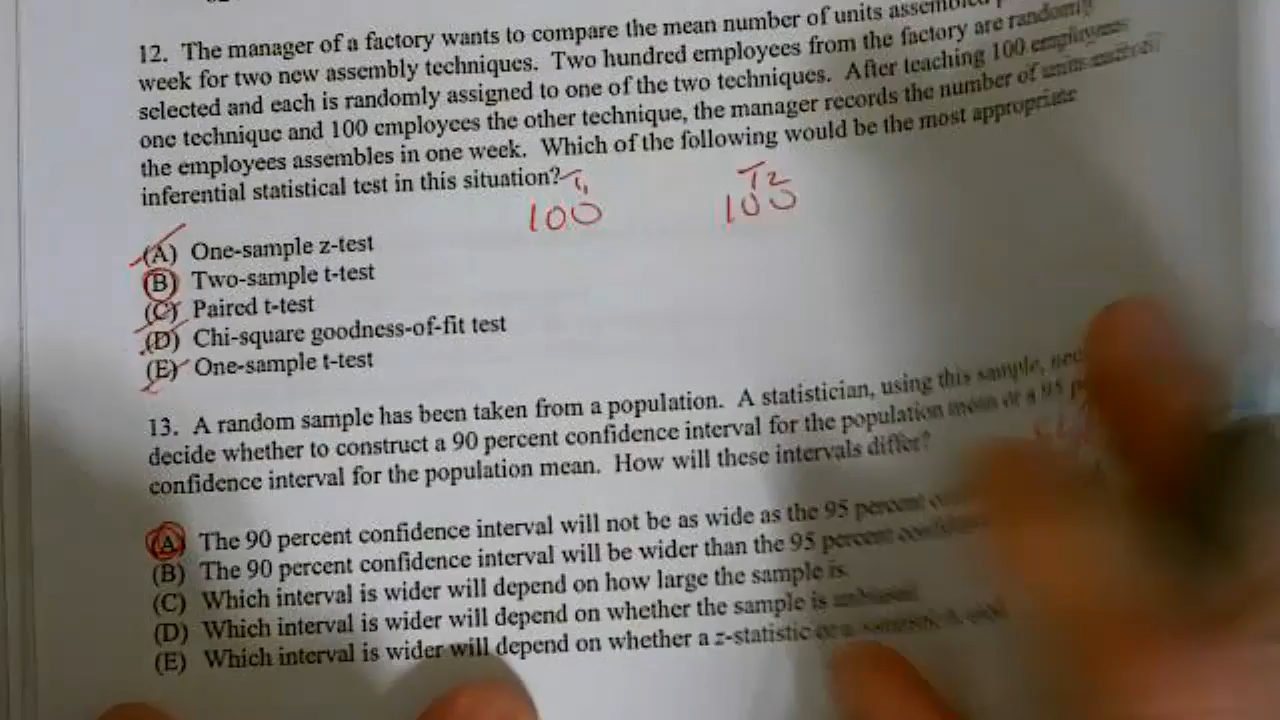 12. The manager of a factory wants to compare the mean number of units assembled
week for two new assembly techniques. Two hundred employees from the factory are randomly
selected and each is randomly assigned to one of the two techniques. After teaching 100 employees
one technique and 100 employees the other technique, the manager records the number of units
the employees assembles in one week. Which of the following would be the most appropriate
inferential statistical test in this situation?
T1 T2
100 100
(A) One-sample z-test
(B) Two-sample t-test
(C) Paired t-test
(D) Chi-square goodness-of-fit test
(E) One-sample t-test
13. A random sample has been taken from a population. A statistician, using this sample,
decide whether to construct a 90 percent confidence interval for the population mean or a 95
confidence interval for the population mean. How will these intervals differ?
(A) The 90 percent confidence interval will not be as wide as the 95 percent
(B) The 90 percent confidence interval will be wider than the 95 percent
(C) Which interval is wider will depend on how large the sample is.
(D) Which interval is wider will depend on whether the sample is
(E) Which interval is wider will depend on whether a z-statistic or a